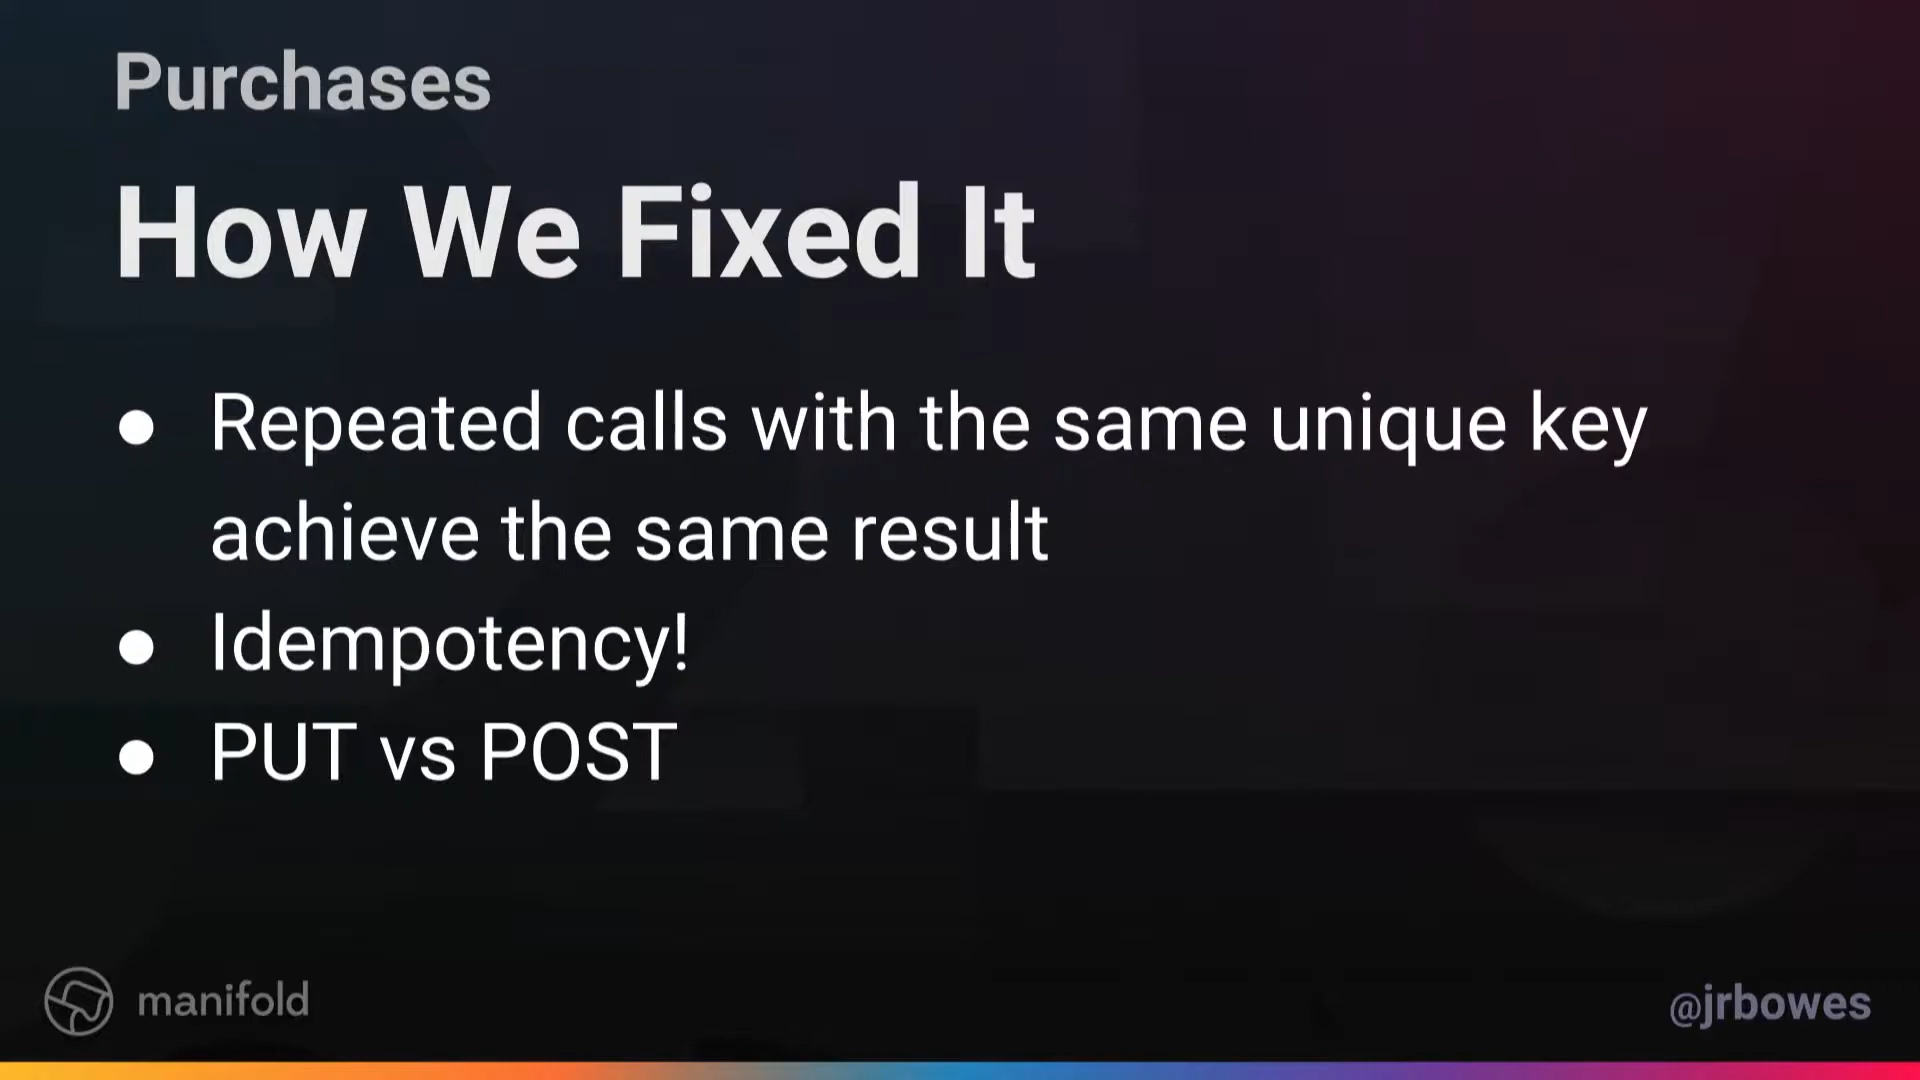 Purchases
How We Fixed It
● Repeated calls with the same unique key
achieve the same result
● Idempotency!
● PUT vs POST
manifold
@jrbowes